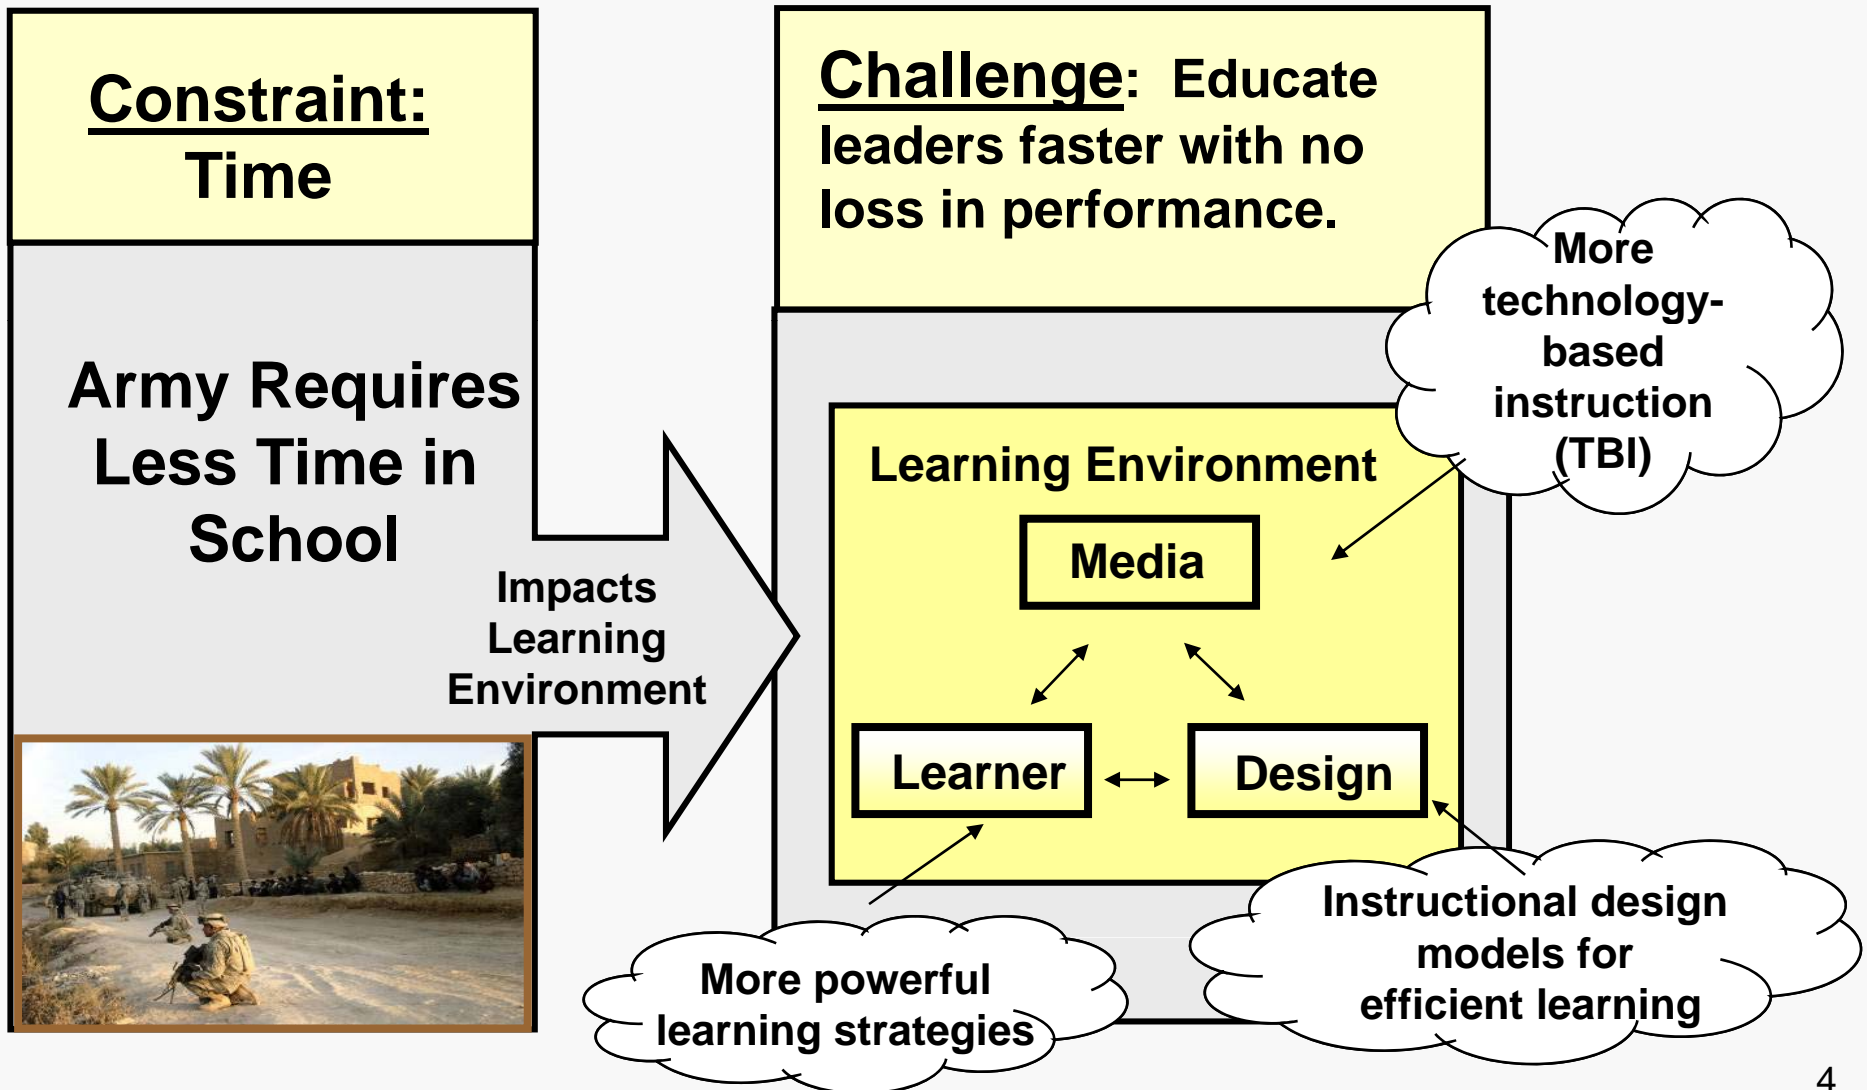 Constraint:
Time
Army Requires
Less Time in
School
Impacts
Learning
Environment
Challenge: Educate
leaders faster with no
loss in performance.
More
technology-
based
instruction
(TBI)
Learning Environment
Media
Learner
Design
More powerful
learning strategies
Instructional design
models for
efficient learning
4